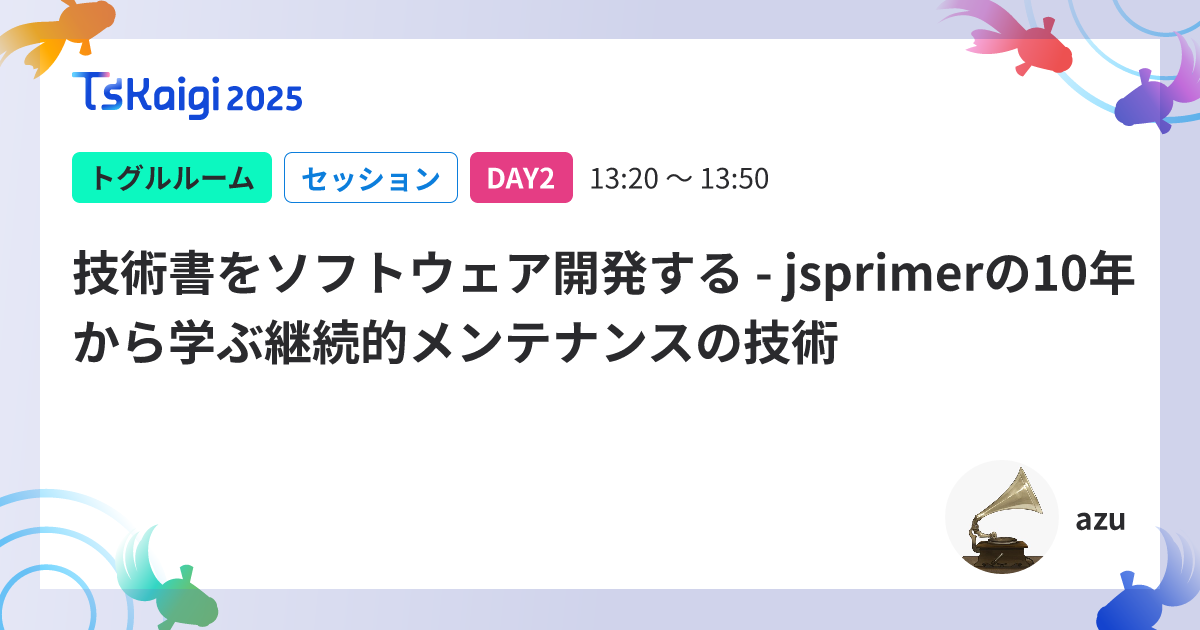 TSKaigi 2025
トグルルーム セッション DAY2 13:20 〜 13:50
技術書をソフトウェア開発する - jsprimerの10年
から学ぶ継続的メンテナンスの技術
azu